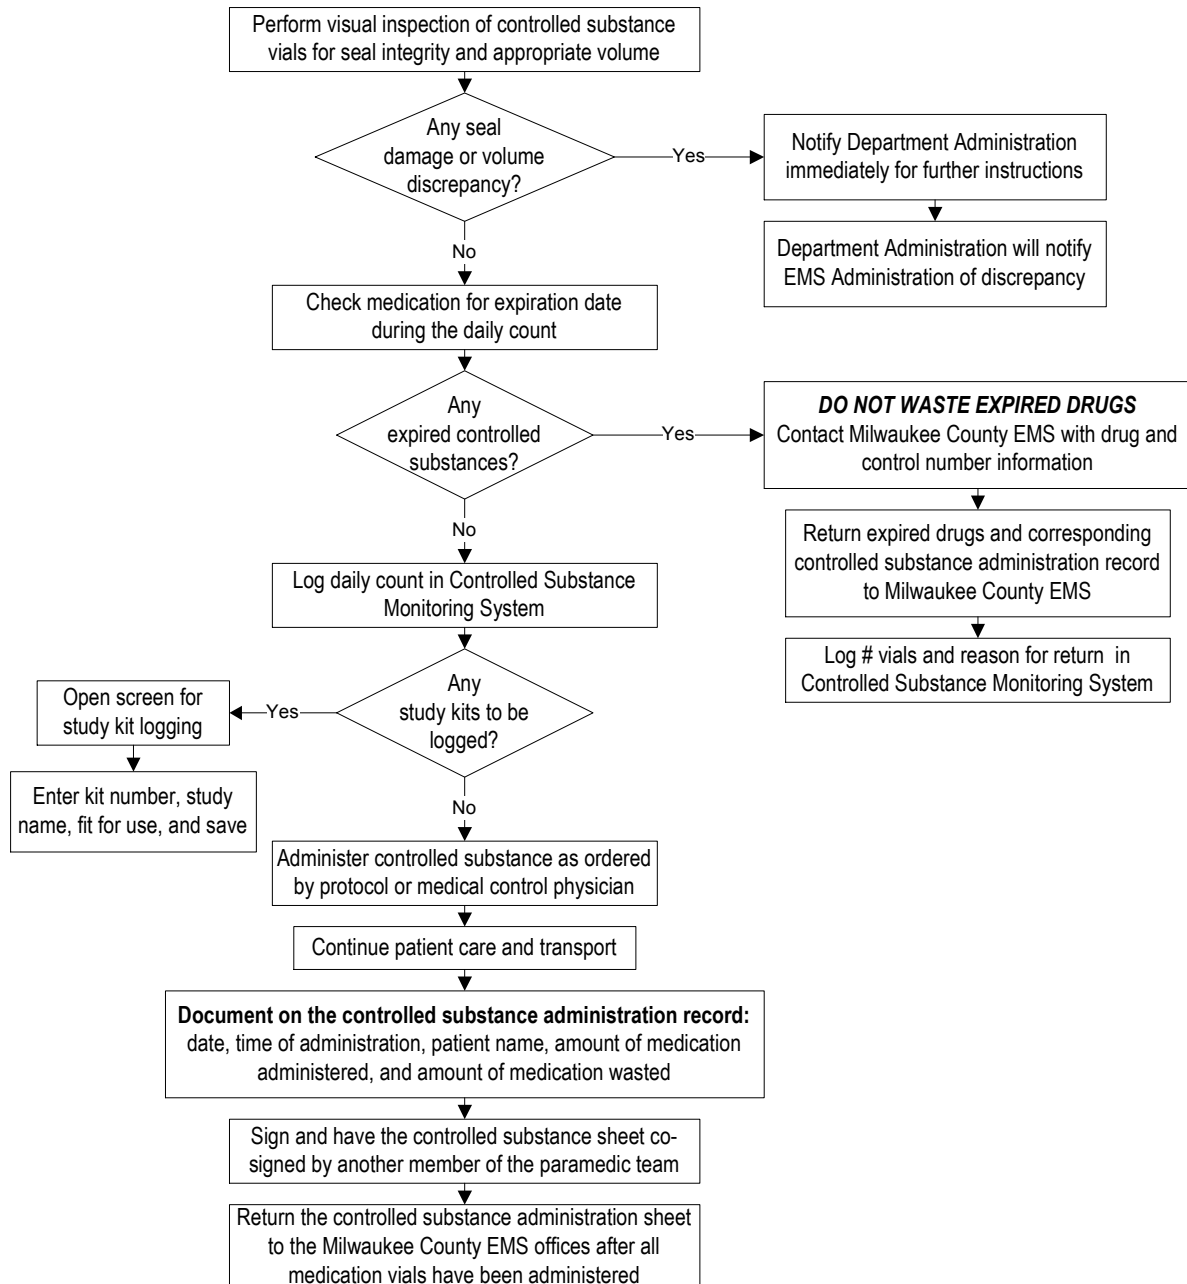 Perform visual inspection of controlled substance
vials for seal integrity and appropriate volume
Any seal
damage or volume
discrepancy?
Yes
Notify Department Administration
immediately for further instructions
Department Administration will notify
EMS Administration of discrepancy
No
Check medication for expiration date
during the daily count
Any
expired controlled
substances?
Yes
DO NOT WASTE EXPIRED DRUGS
Contact Milwaukee County EMS with drug and
control number information
Return expired drugs and corresponding
controlled substance administration record
to Milwaukee County EMS
Log # vials and reason for return in
Controlled Substance Monitoring System
No
Log daily count in Controlled Substance
Monitoring System
Any
study kits to be
logged?
Yes
Open screen for
study kit logging
Enter kit number, study
name, fit for use, and save
No
Administer controlled substance as ordered
by protocol or medical control physician
Continue patient care and transport
Document on the controlled substance administration record:
date, time of administration, patient name, amount of medication
administered, and amount of medication wasted
Sign and have the controlled substance sheet co-
signed by another member of the paramedic team
Return the controlled substance administration sheet
to the Milwaukee County EMS offices after all
medication vials have been administered